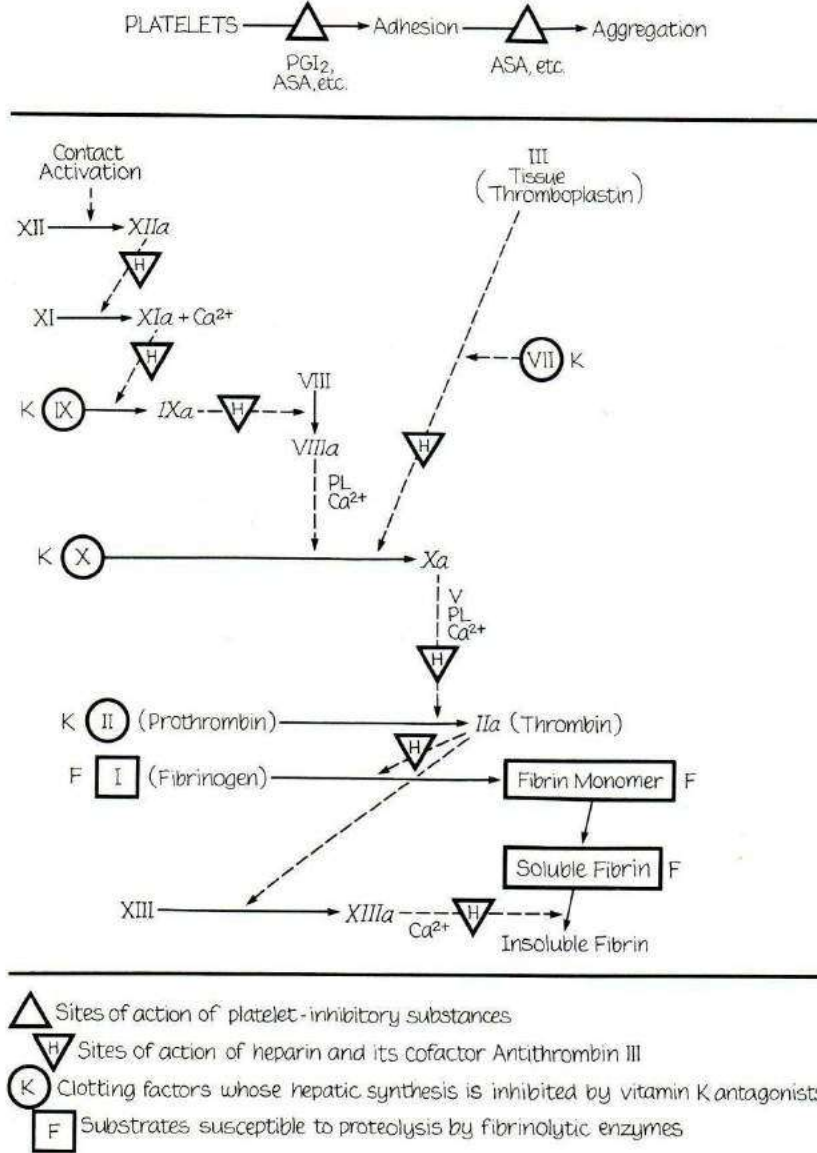 PLATELETS Adhesion Aggregation
PGI₂,
ASA, etc.
ASA, etc.
Contact
Activation
III
(Tissue
Thromboplastin)
XII XIIa
H
XI XIa + Ca²⁺
H
VII K
K IX IXa H VIII
H
VIIIa
PL
Ca²⁺
K X Xa
V
PL
Ca²⁺
H
K II (Prothrombin) IIa (Thrombin)
H
F I (Fibrinogen) Fibrin Monomer F
Soluble Fibrin F
XIII XIIIa Ca²⁺ H
Insoluble Fibrin
Sites of action of platelet-inhibitory substances
H Sites of action of heparin and its cofactor Antithrombin III
K Clotting factors whose hepatic synthesis is inhibited by vitamin K antagonists
F Substrates susceptible to proteolysis by fibrinolytic enzymes